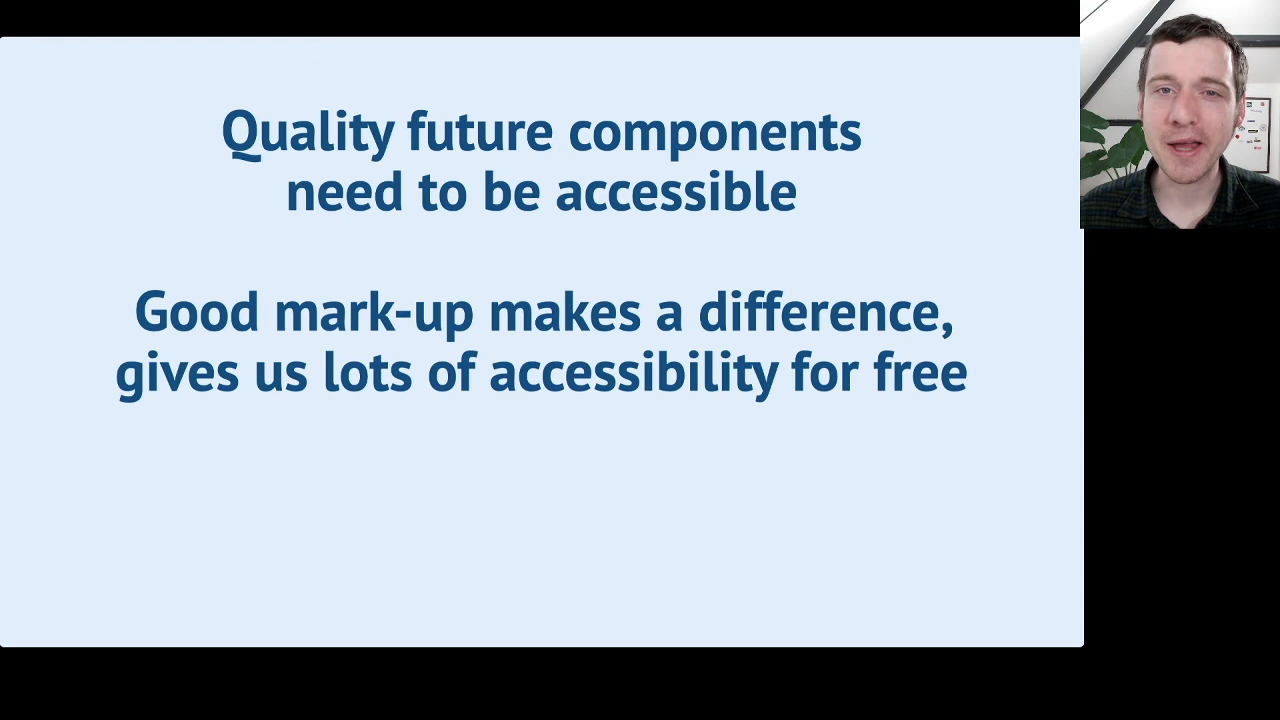 Quality future components
need to be accessible
Good mark-up makes a difference,
gives us lots of accessibility for free